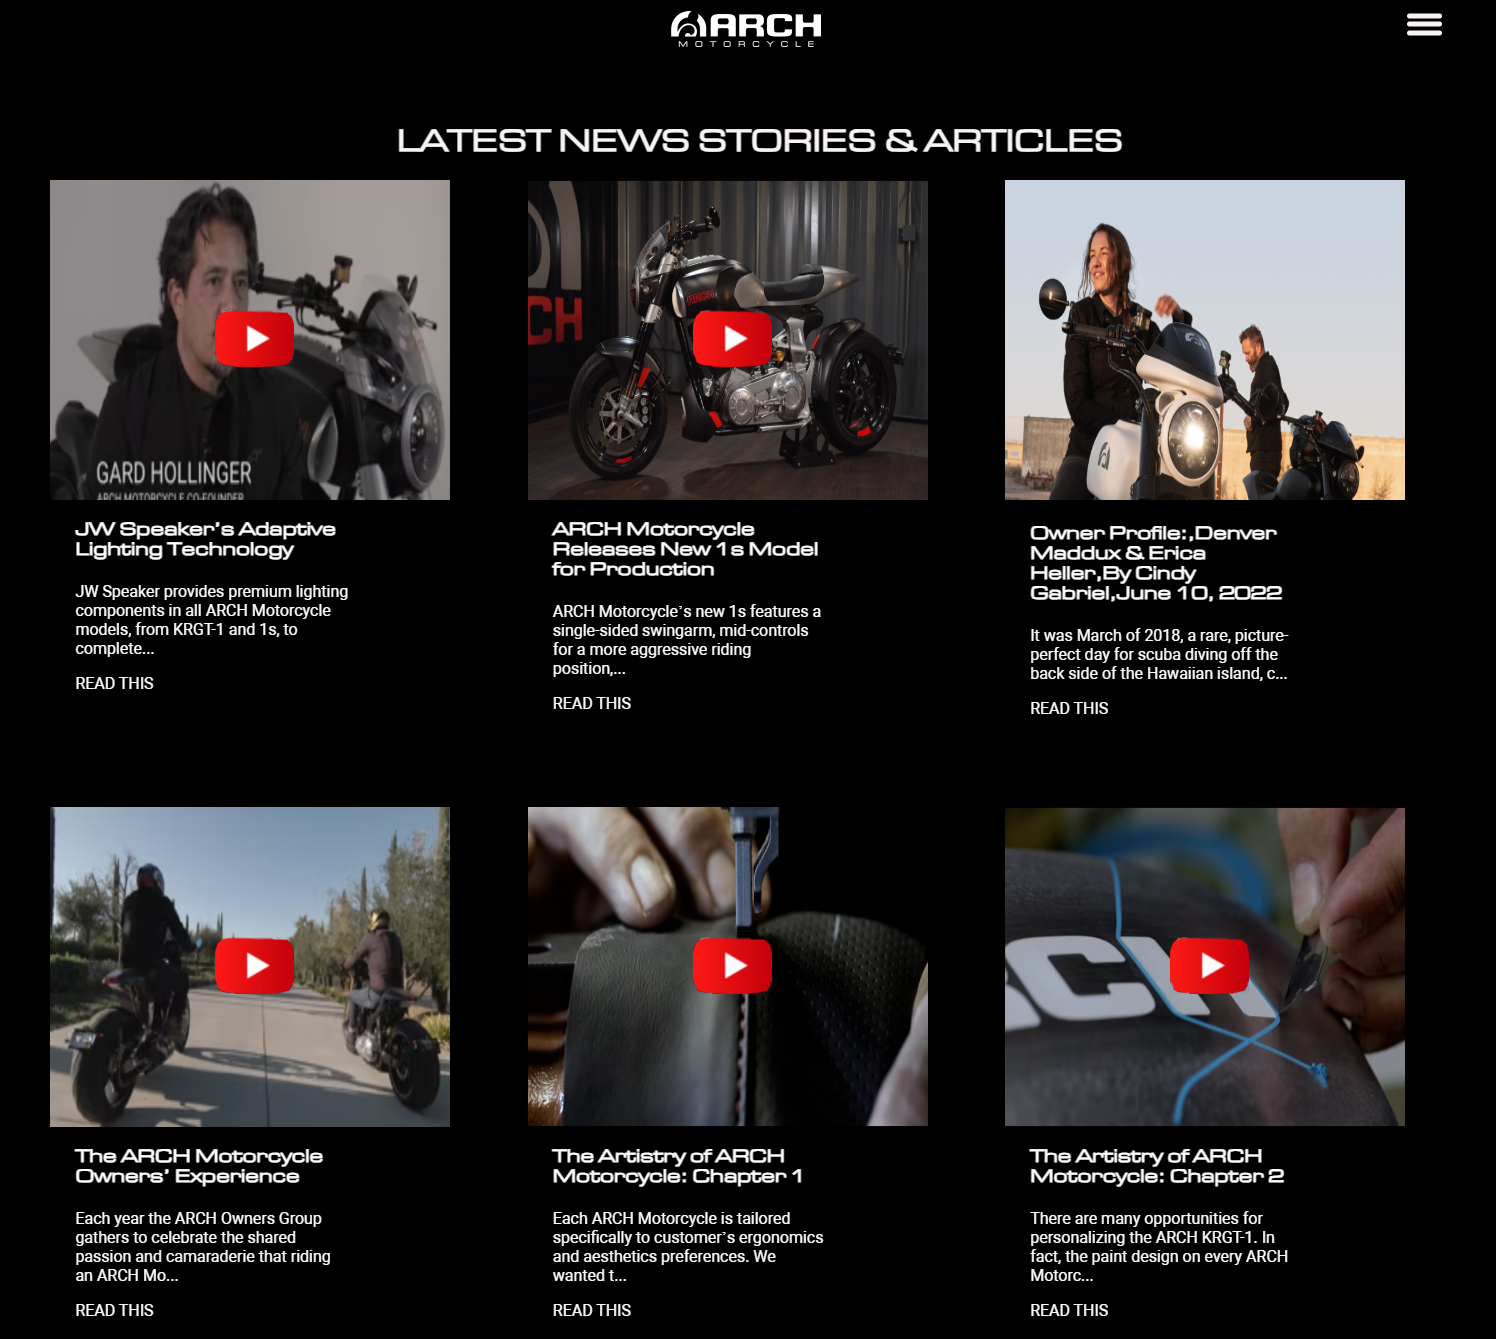 ARCH
MOTORCYCLE
LATEST NEWS STORIES & ARTICLES
GARD HOLLINGER
ARCH MOTORCYCLE CO-FOUNDER
JW Speaker's Adaptive
Lighting Technology
JW Speaker provides premium lighting
components in all ARCH Motorcycle
models, from KRGT-1 and 1s, to
complete...
READ THIS
CH
ARCH
ARCH Motorcycle
Releases New 1s Model
for Production
ARCH Motorcycle's new 1s features a
single-sided swingarm, mid-controls
for a more aggressive riding
position,...
READ THIS
Owner Profile:,Denver
Maddux & Erica
Heller,By Cindy
Gabriel,June 10, 2022
It was March of 2018, a rare, picture-
perfect day for scuba diving off the
back side of the Hawaiian island, c...
READ THIS
The ARCH Motorcycle
Owners' Experience
Each year the ARCH Owners Group
gathers to celebrate the shared
passion and camaraderie that riding
an ARCH Mo...
READ THIS
The Artistry of ARCH
Motorcycle: Chapter 1
Each ARCH Motorcycle is tailored
specifically to customer's ergonomics
and aesthetics preferences. We
wanted t...
READ THIS
RCH
The Artistry of ARCH
Motorcycle: Chapter 2
There are many opportunities for
personalizing the ARCH KRGT-1. In
fact, the paint design on every ARCH
Motorc...
READ THIS